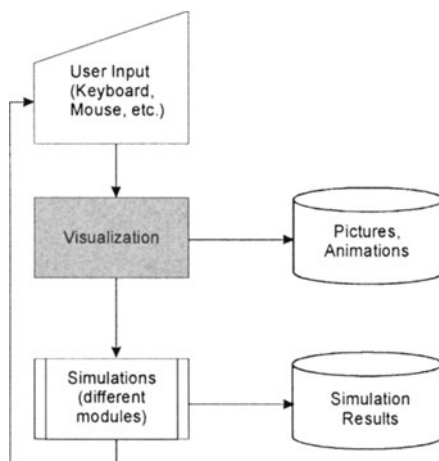 User Input
(Keyboard,
Mouse, etc.)
Visualization
Pictures,
Animations
Simulations
(different
modules)
Simulation
Results